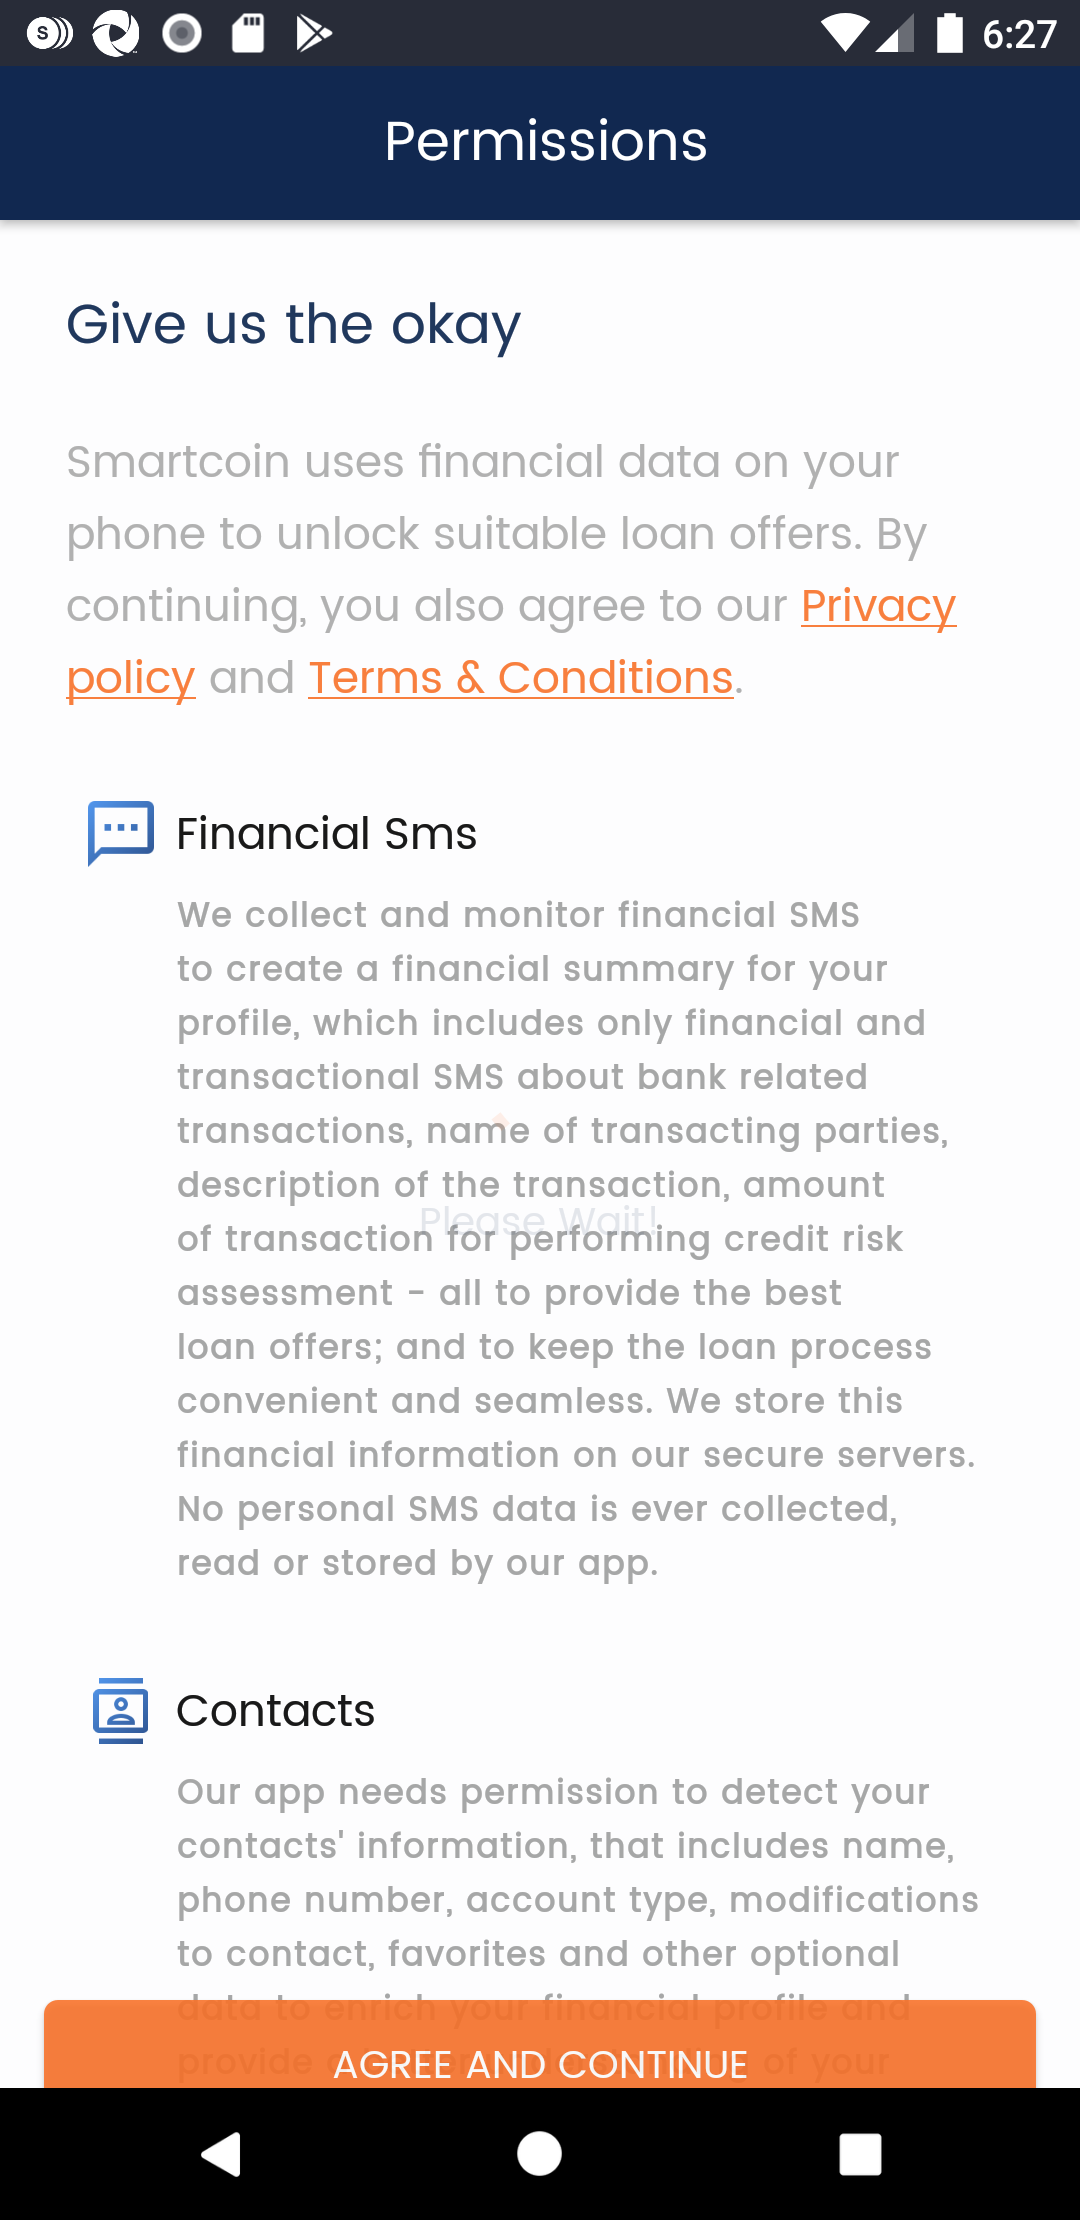 6:27
Permissions
Give us the okay
Smartcoin uses financial data on your
phone to unlock suitable loan offers. By
continuing, you also agree to our Privacy
policy and Terms & Conditions.
Financial Sms
We collect and monitor financial SMS
to create a financial summary for your
profile, which includes only financial and
transactional SMS about bank related
transactions, name of transacting parties,
description of the transaction, amount
Please Wait!
of transaction for performing credit risk
assessment - all to provide the best
loan offers; and to keep the loan process
convenient and seamless. We store this
financial information on our secure servers.
No personal SMS data is ever collected,
read or stored by our app.
Contacts
Our app needs permission to detect your
contacts' information, that includes name,
phone number, account type, modifications
to contact, favorites and other optional
data to enrich your financial profile and
provide of your
AGREE AND CONTINUE